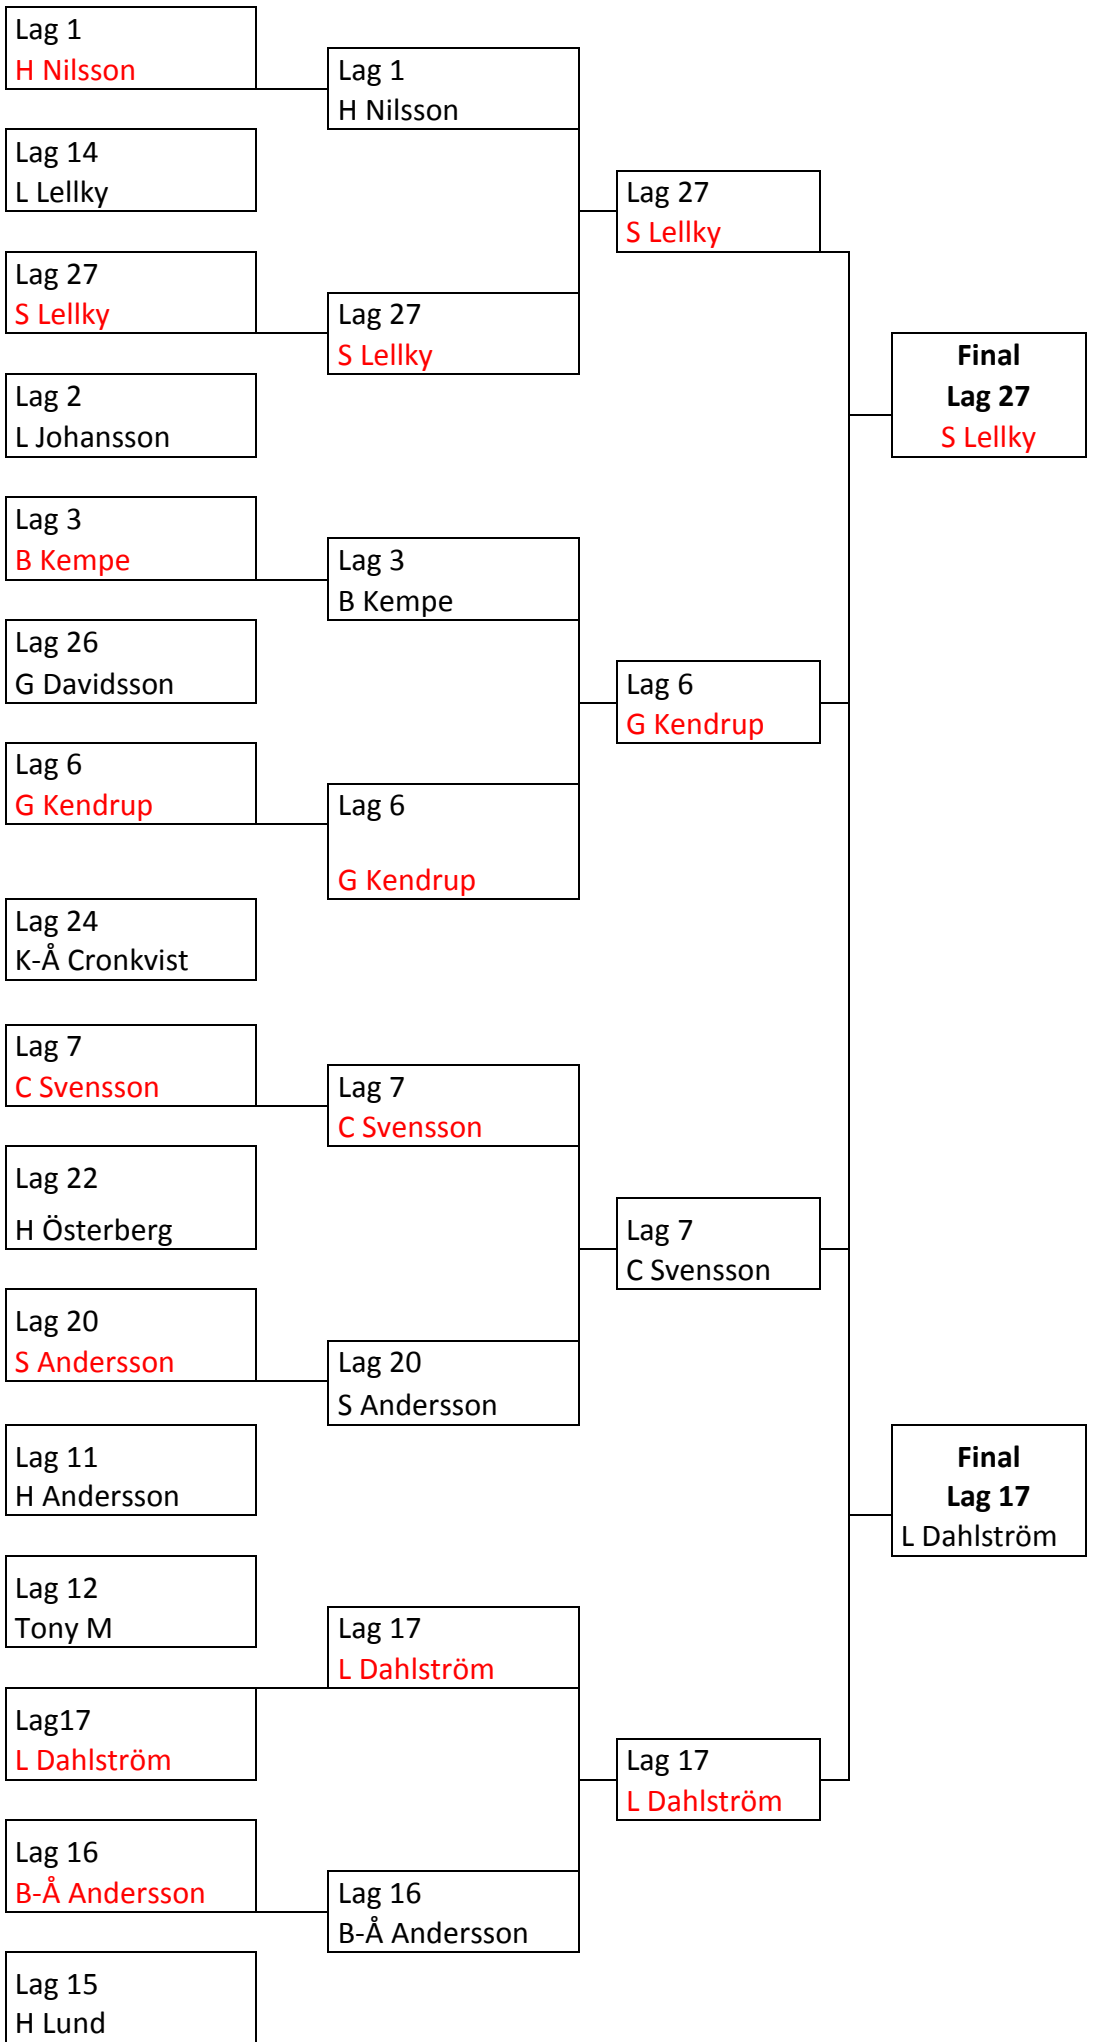 Lag 1
H Nilsson
Lag 14
L Lellky
Lag 27
S Lellky
Lag 2
L Johansson
Lag 3
B Kempe
Lag 26
G Davidsson
Lag 6
G Kendrup
Lag 24
K-Å Cronkvist
Lag 7
C Svensson
Lag 22
H Österberg
Lag 20
S Andersson
Lag 11
H Andersson
Lag 12
Tony M
Lag17
L Dahlström
Lag 16
B-Å Andersson
Lag 15
H Lund
Lag 1
H Nilsson
Lag 27
S Lellky
Lag 3
B Kempe
Lag 6
G Kendrup
Lag 7
C Svensson
Lag 20
S Andersson
Lag 17
L Dahlström
Lag 16
B-Å Andersson
Lag 27
S Lellky
Lag 6
G Kendrup
Lag 7
C Svensson
Lag 17
L Dahlström
Final
Lag 27
S Lellky
Final
Lag 17
L Dahlström